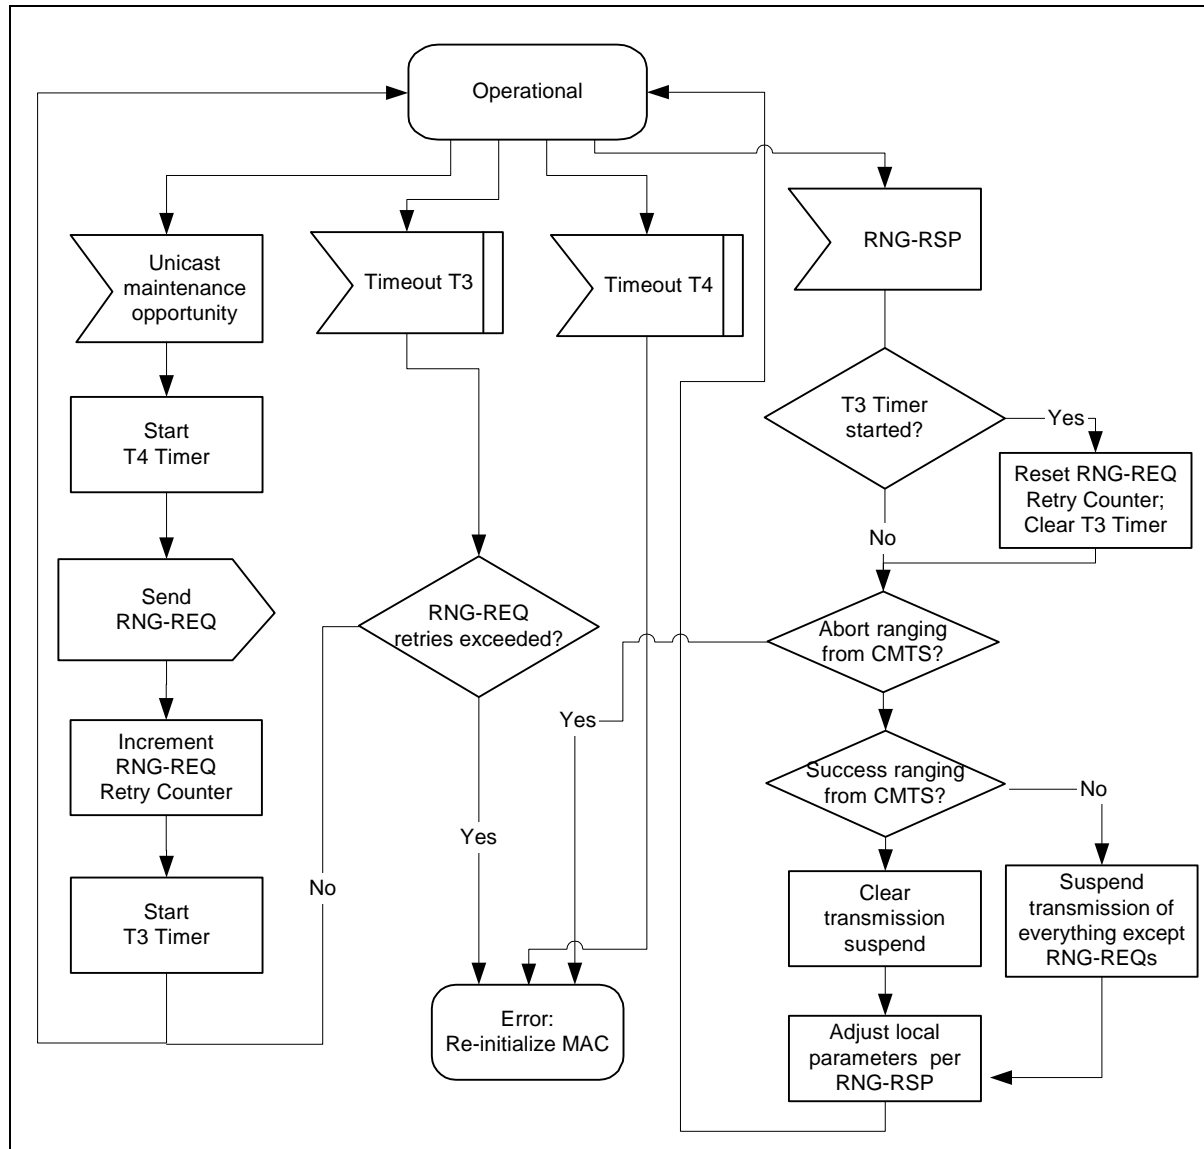 Operational
Unicast
maintenance
opportunity
Timeout T3
Timeout T4
RNG-RSP
Start
T4 Timer
T3 Timer
started?
Yes
Reset RNG-REQ
Retry Counter;
Clear T3 Timer
No
Send
RNG-REQ
RNG-REQ
retries exceeded?
Abort ranging
from CMTS?
Yes
Increment
RNG-REQ
Retry Counter
Success ranging
from CMTS?
No
Yes
No
Start
T3 Timer
Clear
transmission
suspend
Suspend
transmission of
everything except
RNG-REQs
Error:
Re-initialize MAC
Adjust local
parameters per
RNG-RSP